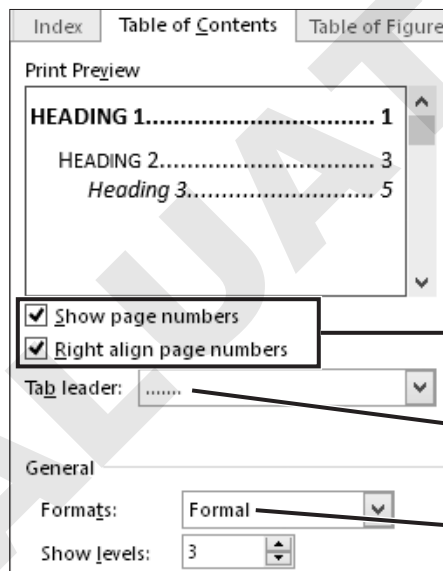 Index Table of Contents Table of Figure
Print Preview
HEADING 1................................ 1
HEADING 2............................. 3
Heading 3........................... 5
Show page numbers
Right align page numbers
Tab leader: .......
General
Formats: Formal
Show levels: 3